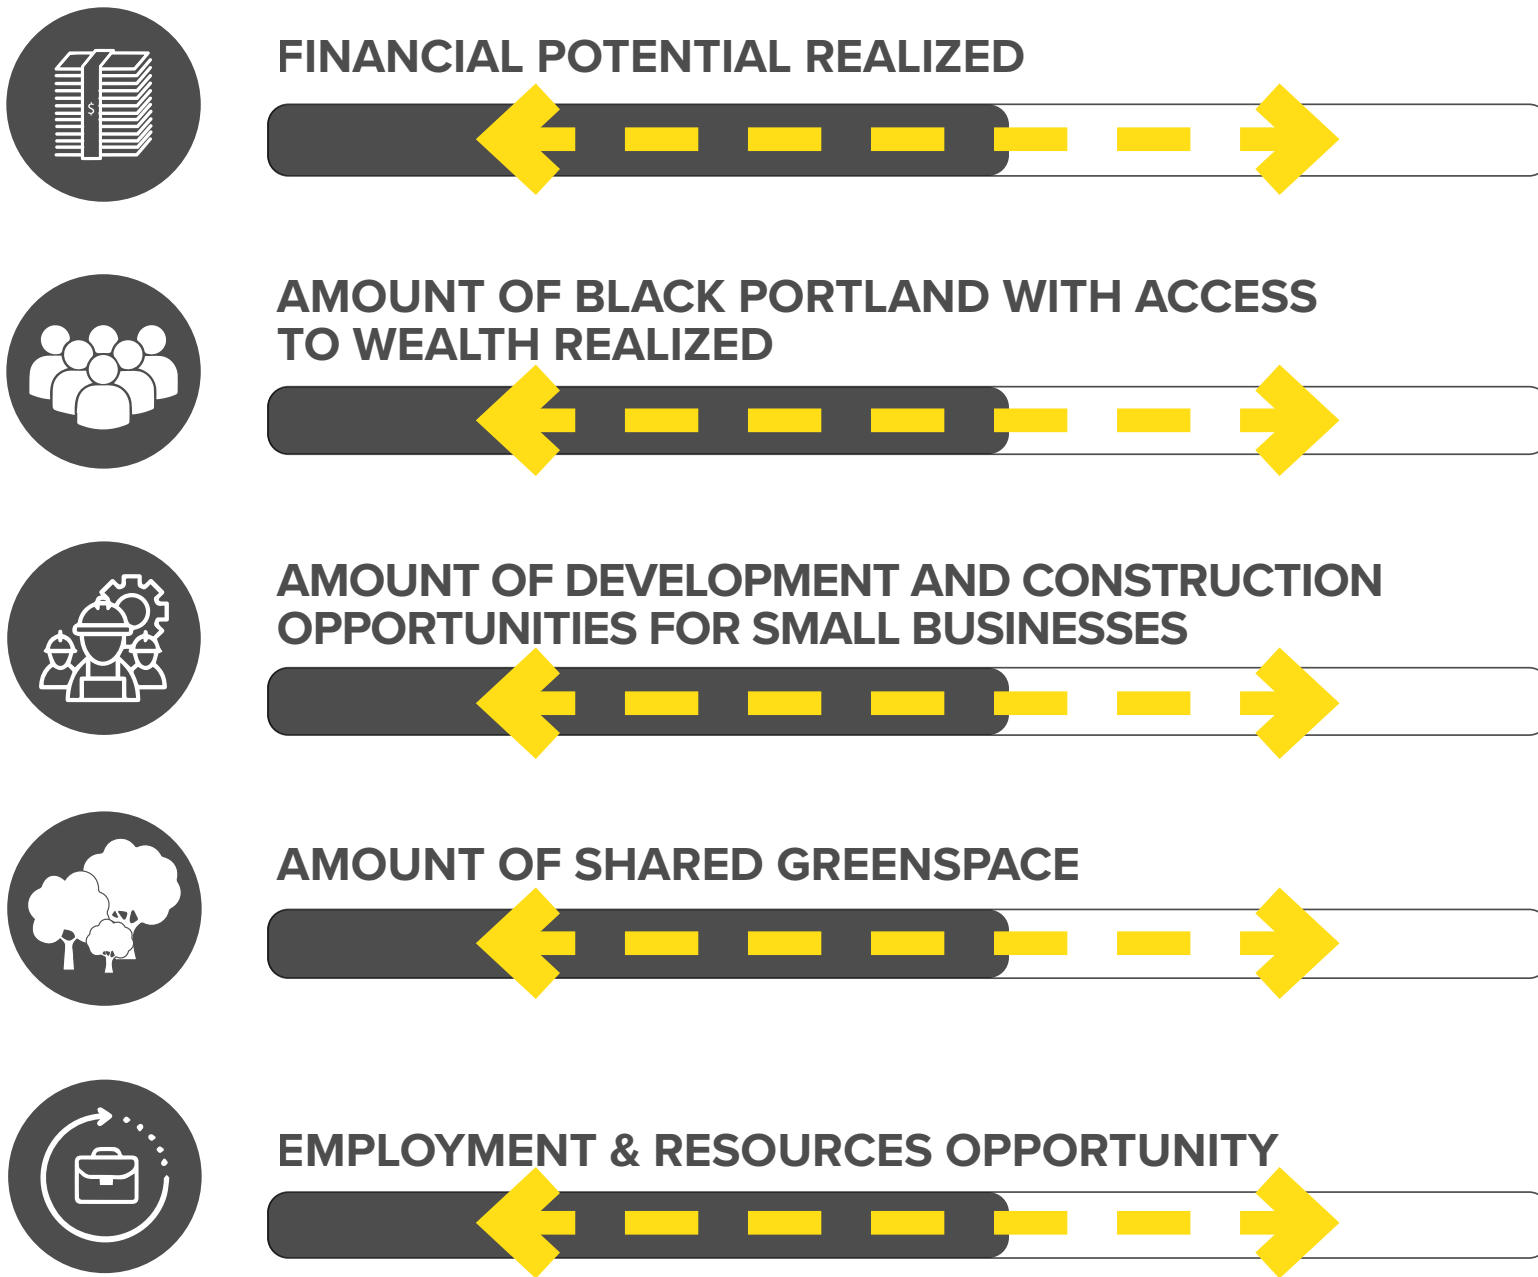 $
FINANCIAL POTENTIAL REALIZED
AMOUNT OF BLACK PORTLAND WITH ACCESS
TO WEALTH REALIZED
AMOUNT OF DEVELOPMENT AND CONSTRUCTION
OPPORTUNITIES FOR SMALL BUSINESSES
AMOUNT OF SHARED GREENSPACE
EMPLOYMENT & RESOURCES OPPORTUNITY